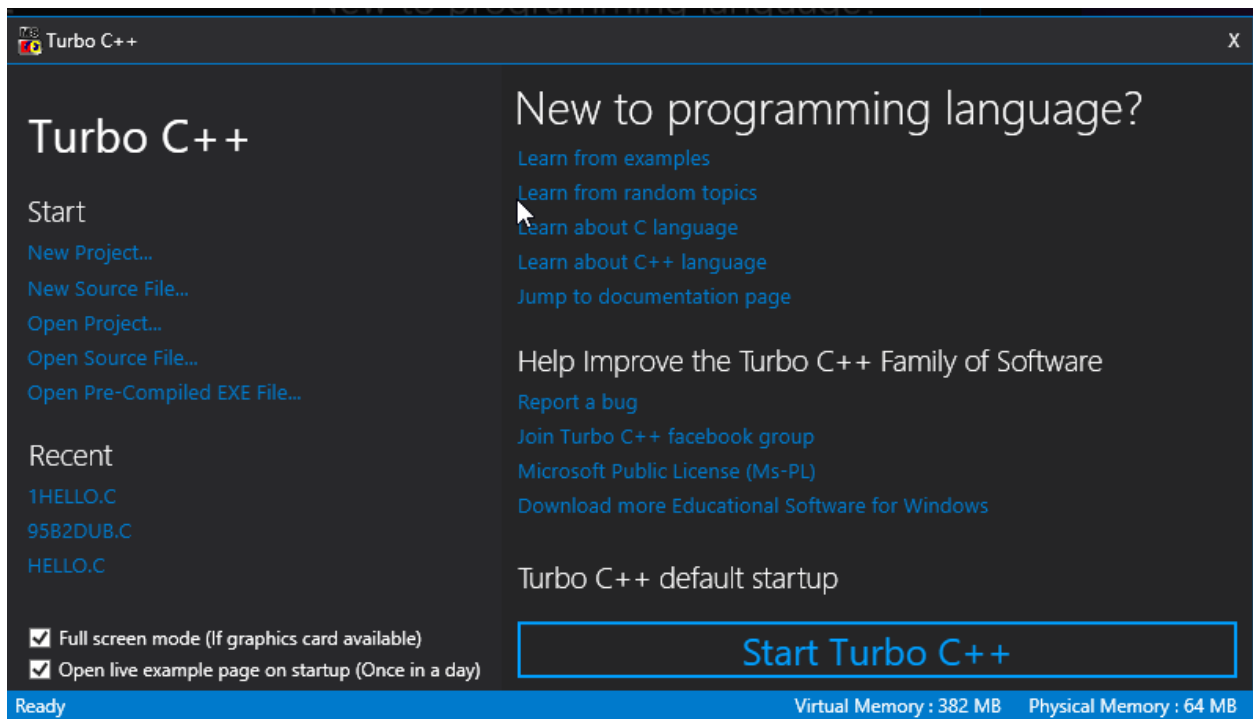 New to programming language?
Turbo C++
X
Turbo C++
Start
New Project...
New Source File...
Open Project...
Open Source File...
Open Pre-Compiled EXE File...
Recent
1HELLO.C
95B2DUB.C
HELLO.C
Full screen mode (If graphics card available)
Open live example page on startup (Once in a day)
New to programming language?
Learn from examples
Learn from random topics
Learn about C language
Learn about C++ language
Jump to documentation page
Help Improve the Turbo C++ Family of Software
Report a bug
Join Turbo C++ facebook group
Microsoft Public License (Ms-PL)
Download more Educational Software for Windows
Turbo C++ default startup
Start Turbo C++
Ready
Virtual Memory : 382 MB
Physical Memory : 64 MB